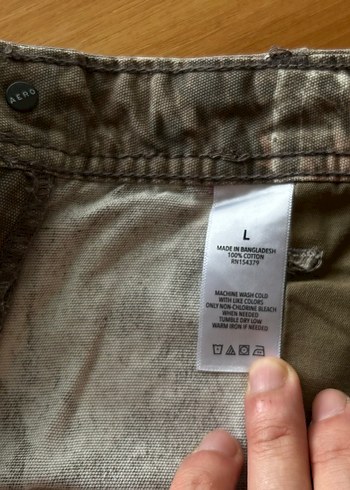 AERO
L
MADE IN BANGLADESH
100% COTTON
RN154379
MACHINE WASH COLD
WITH LIKE COLORS
ONLY NON-CHLORINE BLEACH
WHEN NEEDED
TUMBLE DRY LOW
WARM IRON IF NEEDED